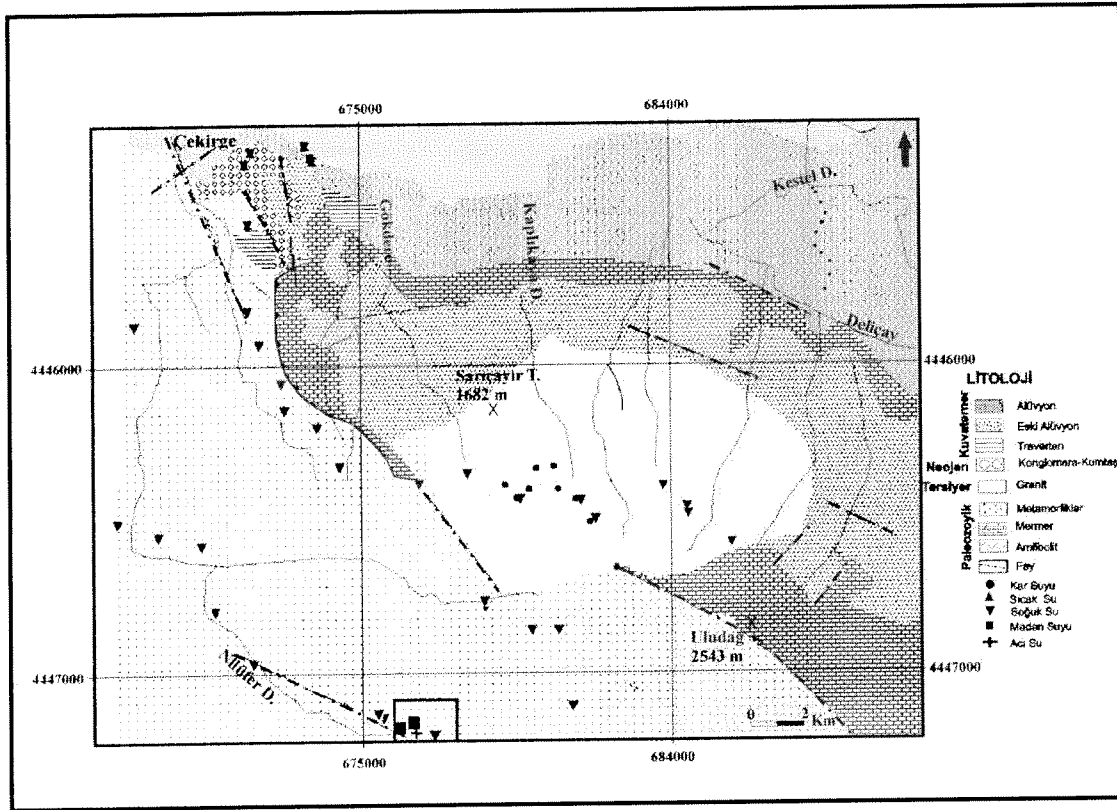 675000
684000
Çekirge
Kestel D.
Gökdere
Kaplıkaya D.
Deliçay
4446000
4446000
Sarıçayır T.
1682 m
LİTOLOJİ
Kuvaterner
Alüvyon
Eski Alüvyon
Traverten
Neojen
Konglomara-Kumtaşı
Tersiyer
Granit
Paleozoyik
Metamorfikler
Mermer
Amfibolit
Fay
Kar Suyu
Sıcak Su
Soğuk Su
Maden Suyu
Acı Su
Uludağ
2543 m
4447000
4447000
Nilüfer D.
0 2
Km
675000
684000